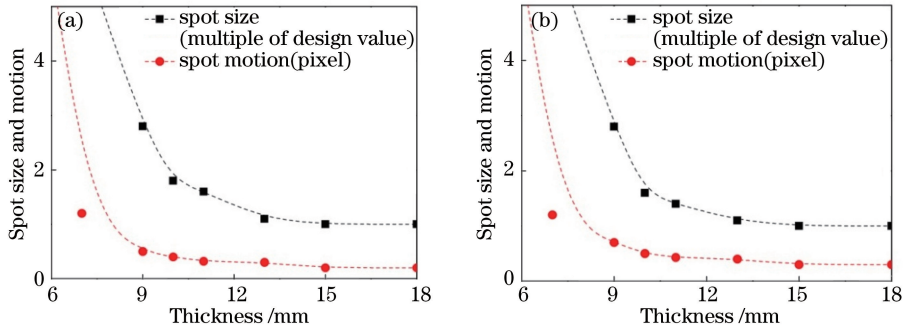 (a)
spot size
(multiple of design value)
spot motion(pixel)
Spot size and motion
4
2
0
6
9
12
15
18
Thickness /mm
(b)
spot size
(multiple of design value)
spot motion(pixel)
Spot size and motion
4
2
0
6
9
12
15
18
Thickness /mm